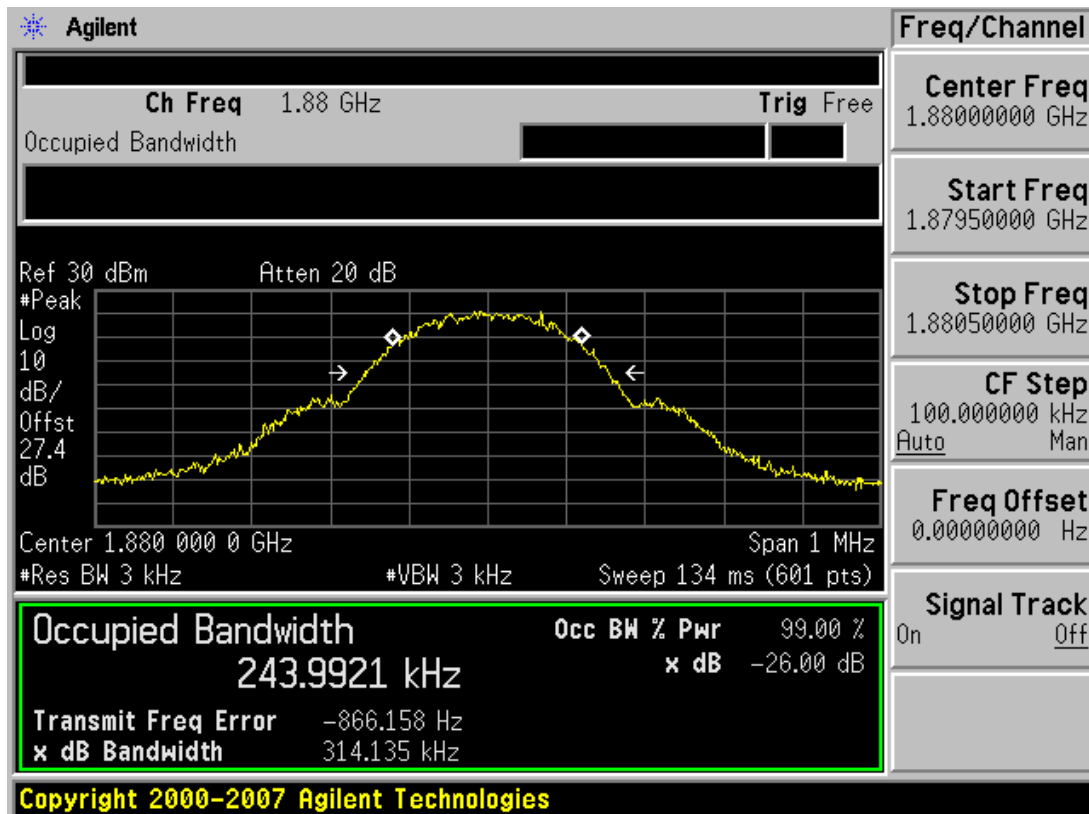 Agilent
Freq/Channel
Ch Freq 1.88 GHz Trig Free
Occupied Bandwidth
Center Freq
1.88000000 GHz
Start Freq
1.87950000 GHz
Stop Freq
1.88050000 GHz
CF Step
100.000000 kHz
Auto Man
Freq Offset
0.00000000 Hz
Signal Track
On Off
Ref 30 dBm Atten 20 dB
#Peak
Log
10
dB/
Offst
27.4
dB
Center 1.880 000 0 GHz Span 1 MHz
#Res BW 3 kHz #VBW 3 kHz Sweep 134 ms (601 pts)
Occupied Bandwidth Occ BW % Pwr 99.00 %
243.9921 kHz x dB -26.00 dB
Transmit Freq Error -866.158 Hz
x dB Bandwidth 314.135 kHz
Copyright 2000-2007 Agilent Technologies